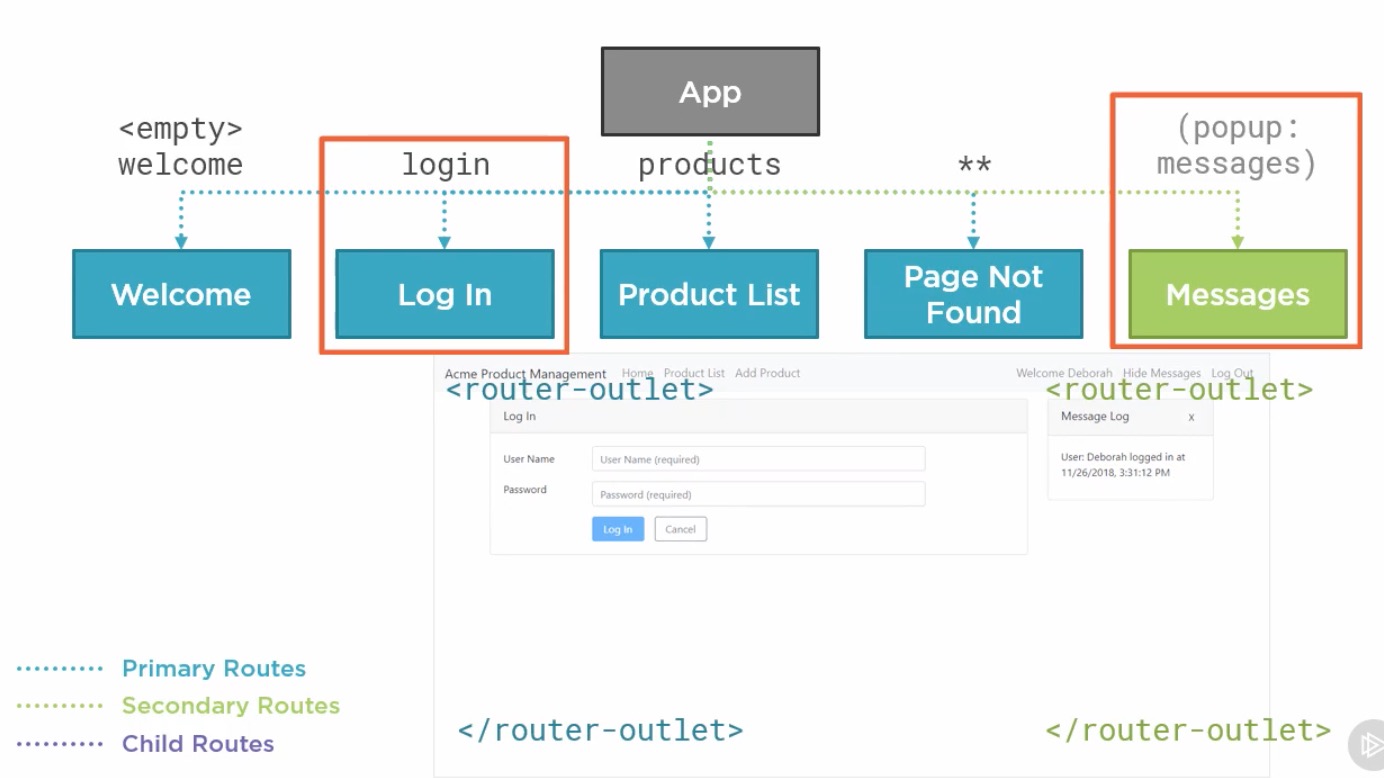 App
<empty>
welcome
login
products
**
(popup:
messages)
Welcome
Log In
Product List
Page Not
Found
Messages
Acme Product Management Home Product List Add Product Welcome Deborah Hide Messages Log Out
<router-outlet> <router-outlet>
Log In
Message Log x
User Name User Name (required)
User: Deborah logged in at
11/26/2018, 3:31:12 PM
Password Password (required)
Log In Cancel
Primary Routes
Secondary Routes
Child Routes
</router-outlet> </router-outlet>